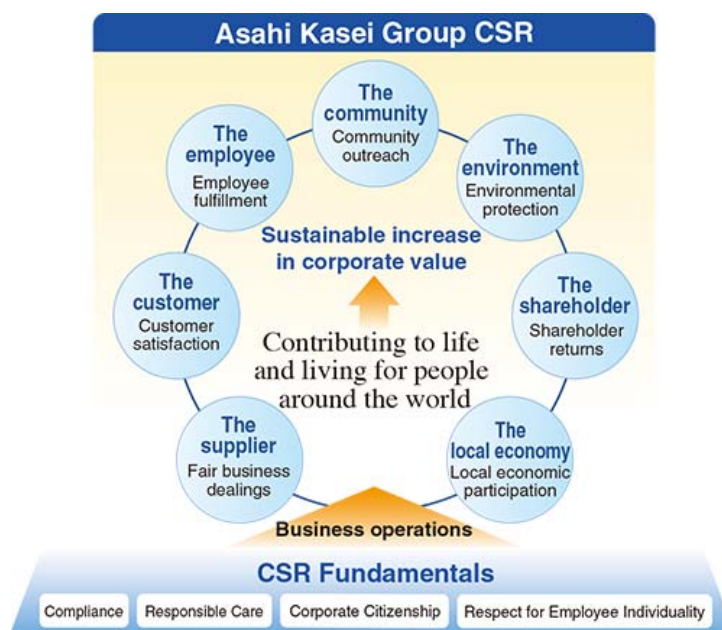 Asahi Kasei Group CSR
The
community
Community
outreach
The
employee
Employee
fulfillment
The
environment
Environmental
protection
Sustainable increase
in corporate value
The
customer
Customer
satisfaction
The
shareholder
Shareholder
returns
Contributing to life
and living for people
around the world
The
supplier
Fair business
dealings
The
local economy
Local economic
participation
Business operations
CSR Fundamentals
Compliance
Responsible Care
Corporate Citizenship
Respect for Employee Individuality